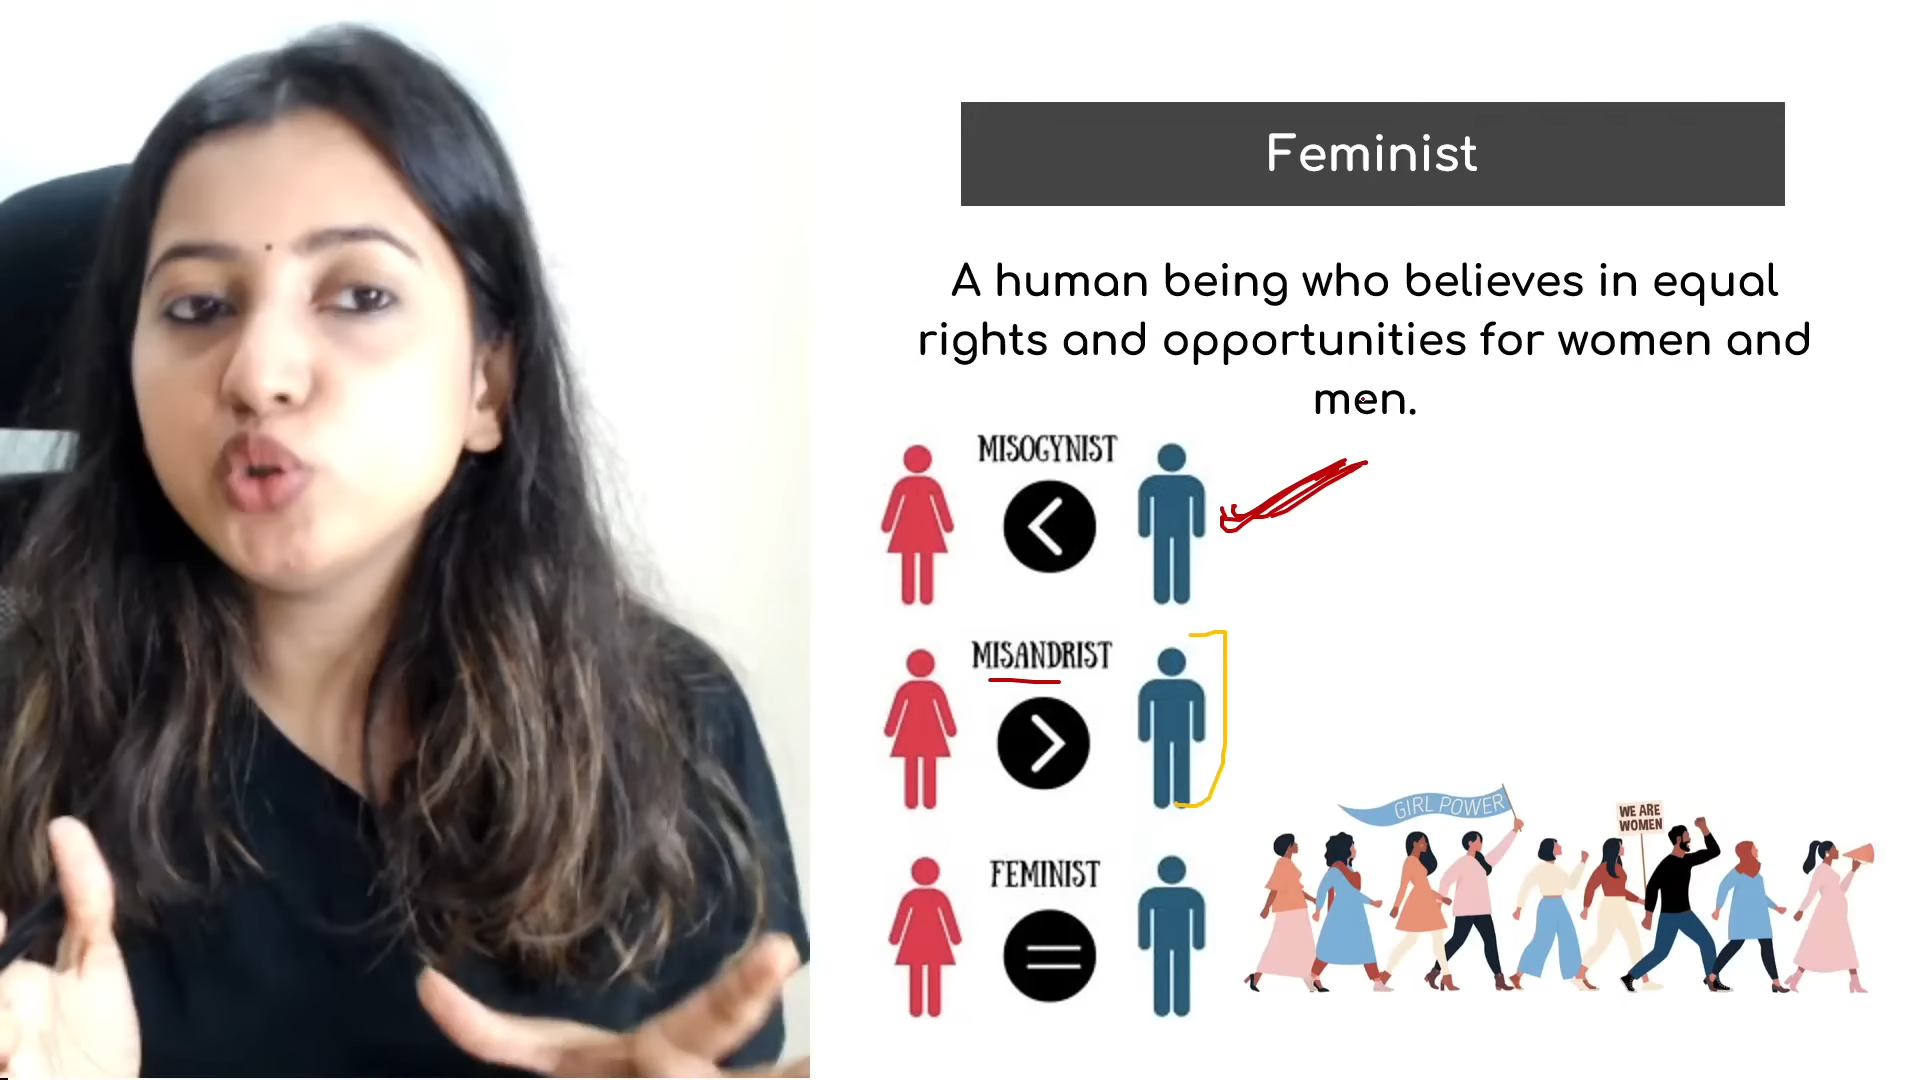 Feminist
A human being who believes in equal
rights and opportunities for women and
men.
MISOGYNIST
MISANDRIST
FEMINIST
GIRL POWER
WE ARE
WOMEN